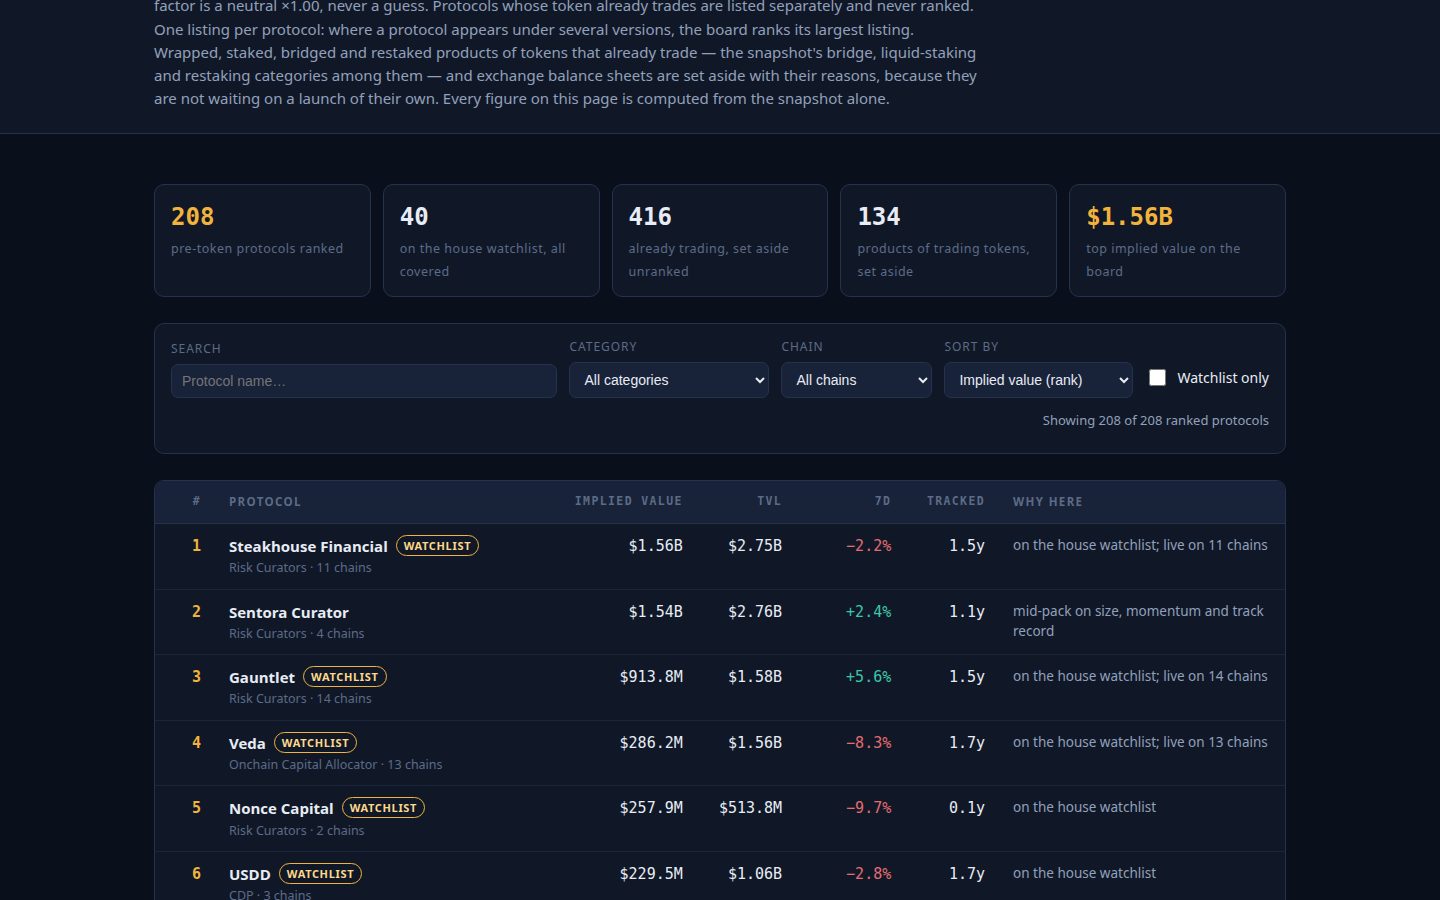 factor is a neutral ×1.00, never a guess. Protocols whose token already trades are listed separately and never ranked.
One listing per protocol: where a protocol appears under several versions, the board ranks its largest listing.
Wrapped, staked, bridged and restaked products of tokens that already trade — the snapshot's bridge, liquid-staking
and restaking categories among them — and exchange balance sheets are set aside with their reasons, because they
are not waiting on a launch of their own. Every figure on this page is computed from the snapshot alone.
208
pre-token protocols ranked
40
on the house watchlist, all
covered
416
already trading, set aside
unranked
134
products of trading tokens,
set aside
$1.56B
top implied value on the
board
SEARCH
Protocol name…
CATEGORY
All categories
CHAIN
All chains
SORT BY
Implied value (rank)
Watchlist only
Showing 208 of 208 ranked protocols
# PROTOCOL IMPLIED VALUE TVL 7D TRACKED WHY HERE
1 Steakhouse Financial WATCHLIST $1.56B $2.75B −2.2% 1.5y on the house watchlist; live on 11 chains
Risk Curators · 11 chains
2 Sentora Curator $1.54B $2.76B +2.4% 1.1y mid-pack on size, momentum and track
record
Risk Curators · 4 chains
3 Gauntlet WATCHLIST $913.8M $1.58B +5.6% 1.5y on the house watchlist; live on 14 chains
Risk Curators · 14 chains
4 Veda WATCHLIST $286.2M $1.56B −8.3% 1.7y on the house watchlist; live on 13 chains
Onchain Capital Allocator · 13 chains
5 Nonce Capital WATCHLIST $257.9M $513.8M −9.7% 0.1y on the house watchlist
Risk Curators · 2 chains
6 USDD WATCHLIST $229.5M $1.06B −2.8% 1.7y on the house watchlist
CDP · 3 chains